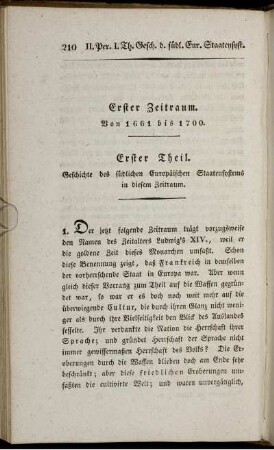 210 II. Per. I. Th. Gesch. d. südl. Eur. Staatensyst.
Erster Zeitraum.
Von 1661 bis 1700.
Erster Theil.
Geschichte des südlichen Europäischen Staatensystems
in diesem Zeitraum.
1. Der jetzt folgende Zeitraum trägt vorzugsweise
den Namen des Zeitalters Ludwig's XIV., weil er
die goldene Zeit dieses Monarchen umfaßt. Schon
diese Benennung zeigt, daß Frankreich in demselben
der vorherrschende Staat in Europa war. Aber wenn
gleich dieser Vorrang zum Theil auf die Waffen gegrün-
det war, so war er es doch noch weit mehr auf die
überwiegende Cultur, die durch ihren Glanz nicht weni-
ger als durch ihre Vielseitigkeit den Blick des Auslandes
fesselte. Ihr verdankte die Nation die Herrschaft ihrer
Sprache; und gründet Herrschaft der Sprache nicht
immer gewissermaßen Herrschaft des Volks? Die Er-
oberungen durch die Waffen blieben doch am Ende sehr
beschränkt; aber diese friedlichen Eroberungen um-
faßten die cultivirte Welt; und waren unvergänglich,